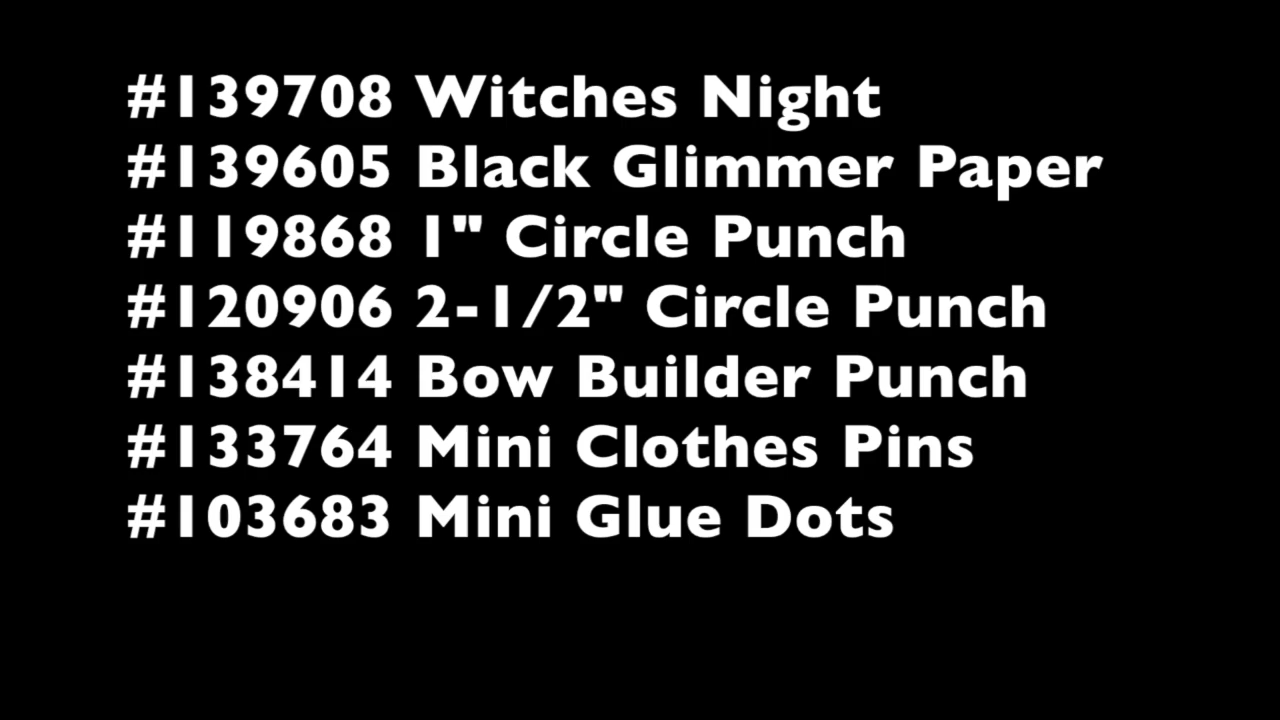 #139708 Witches Night
#139605 Black Glimmer Paper
#119868 1" Circle Punch
#120906 2-1/2" Circle Punch
#138414 Bow Builder Punch
#133764 Mini Clothes Pins
#103683 Mini Glue Dots